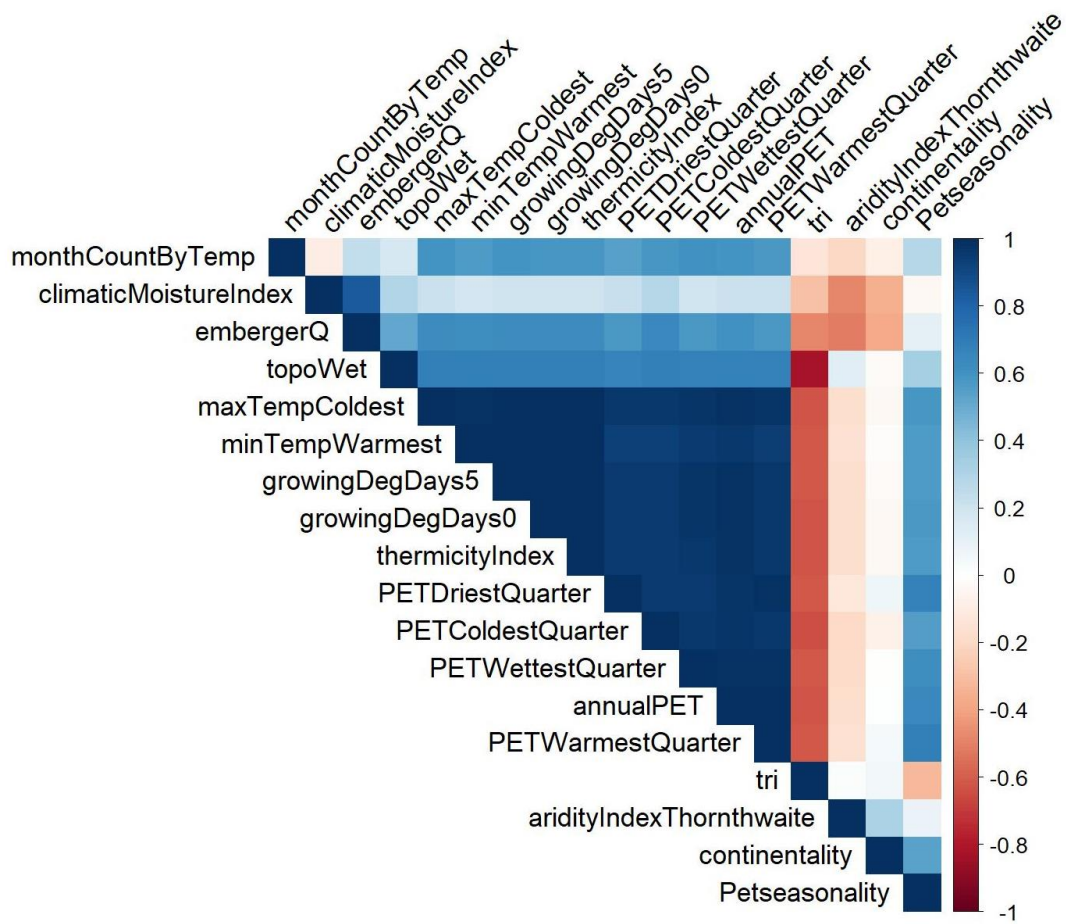 monthCountByTemp
climaticMoistureIndex
embergerQ
topoWet
maxTempColdest
minTempWarmest
growingDegDays5
growingDegDays0
thermicityIndex
PETDriestQuarter
PETColdestQuarter
PETWettestQuarter
annualPET
PETWarmestQuarter
tri
aridityIndexThornthwaite
continentality
Petseasonality
monthCountByTemp
climaticMoistureIndex
embergerQ
topoWet
maxTempColdest
minTempWarmest
growingDegDays5
growingDegDays0
thermicityIndex
PETDriestQuarter
PETColdestQuarter
PETWettestQuarter
annualPET
PETWarmestQuarter
tri
aridityIndexThornthwaite
continentality
Petseasonality
1
0.8
0.6
0.4
0.2
0
-0.2
-0.4
-0.6
-0.8
-1